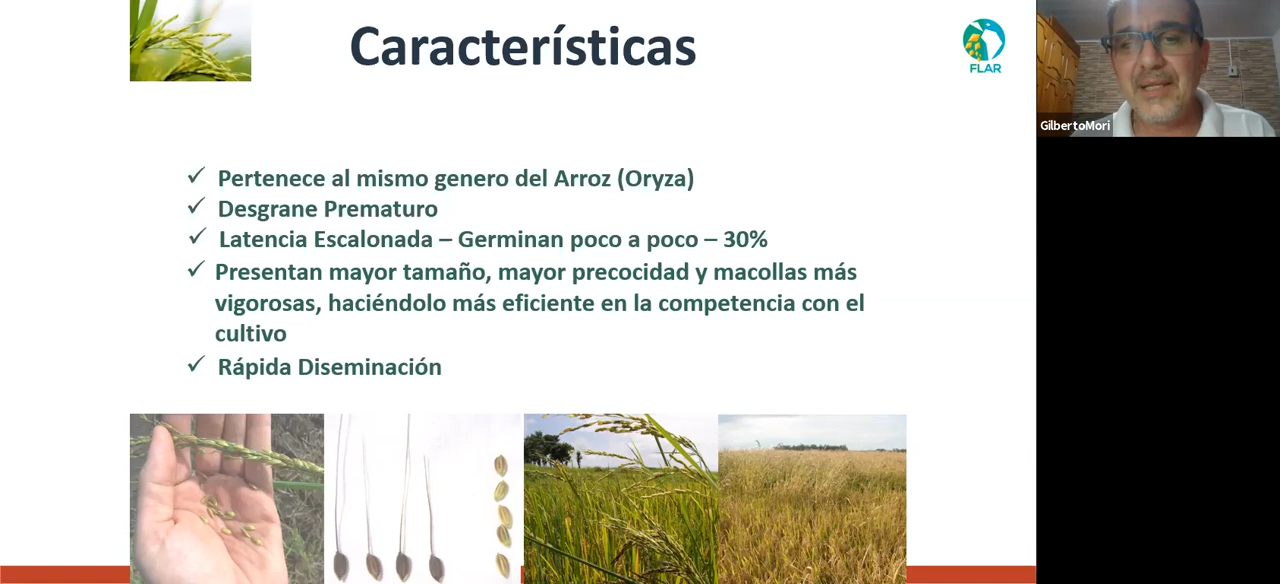 Características
FLAR
GilbertoMori
✓ Pertenece al mismo genero del Arroz (Oryza)
✓ Desgrane Prematuro
✓ Latencia Escalonada – Germinan poco a poco – 30%
✓ Presentan mayor tamaño, mayor precocidad y macollas más
vigorosas, haciéndolo más eficiente en la competencia con el
cultivo
✓ Rápida Diseminación